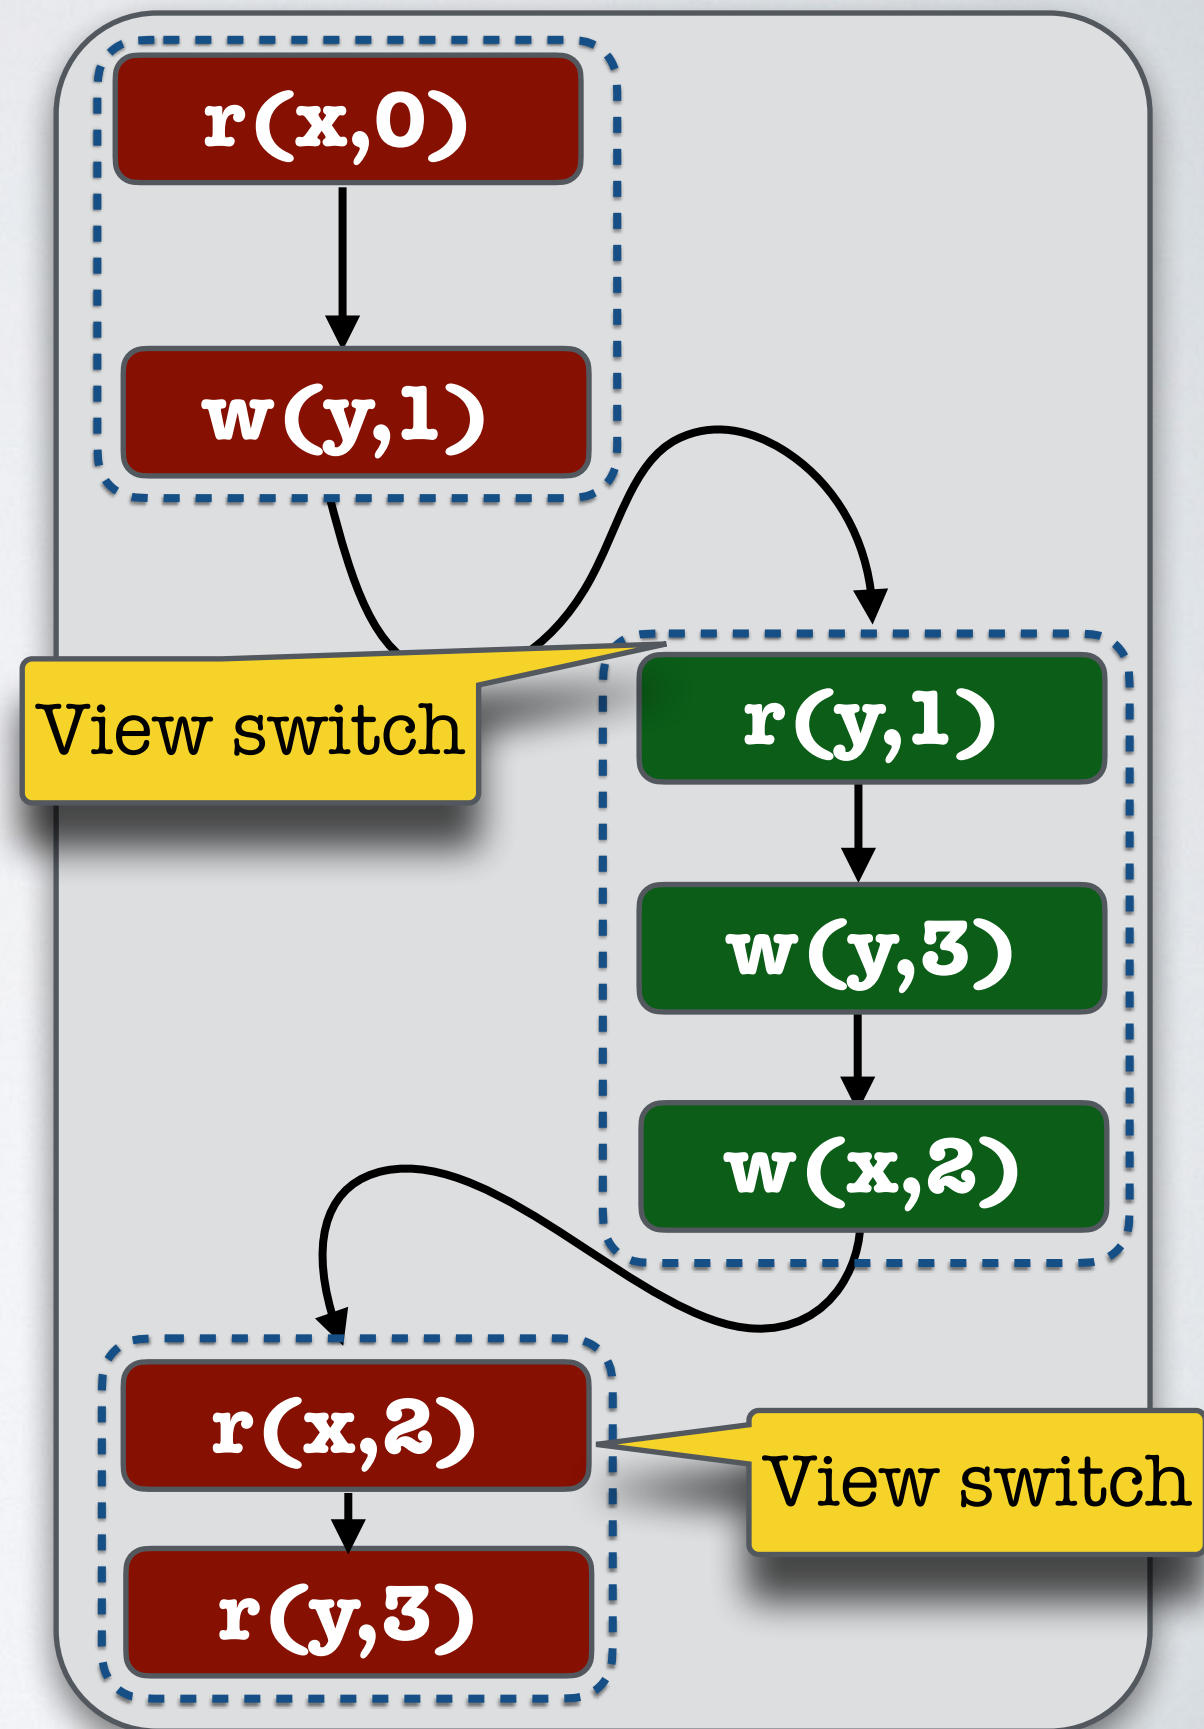 r(x,0)
w(y,1)
View switch
r(y,1)
w(y,3)
w(x,2)
r(x,2)
View switch
r(y,3)